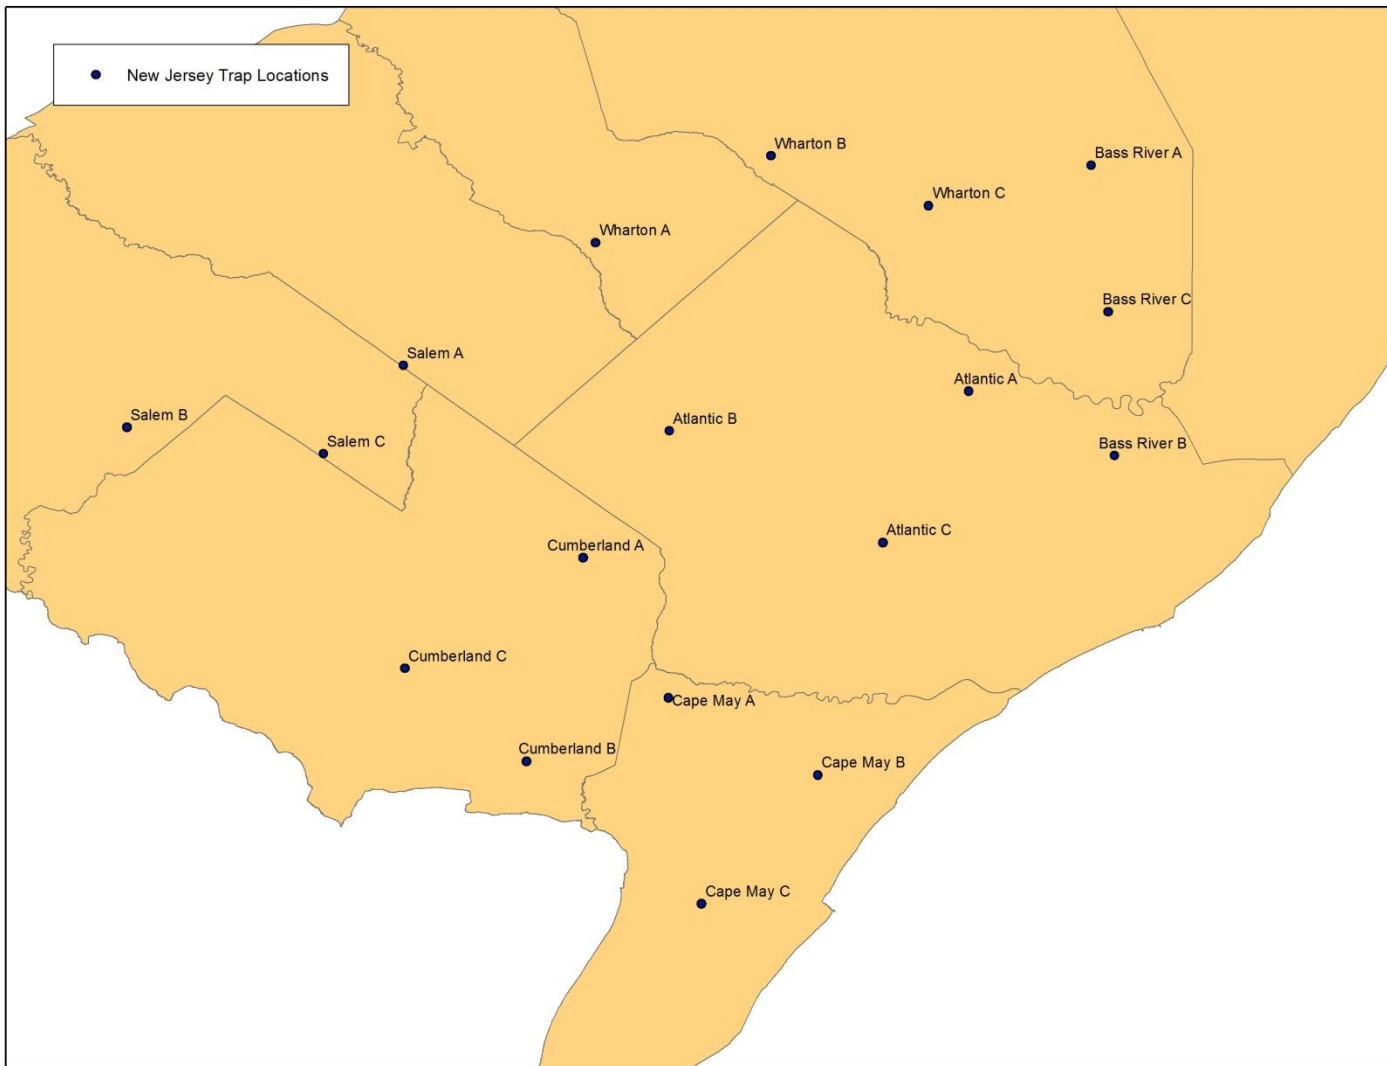 New Jersey Trap Locations
Wharton B
Bass River A
Wharton C
Wharton A
Bass River C
Salem A
Atlantic A
Salem B
Atlantic B
Salem C
Bass River B
Atlantic C
Cumberland A
Cumberland C
Cape May A
Cumberland B
Cape May B
Cape May C